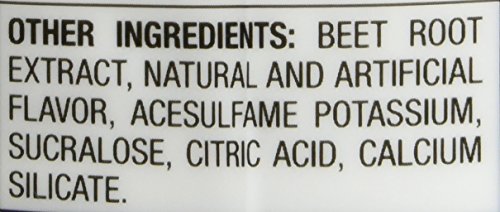 OTHER INGREDIENTS: BEET ROOT
EXTRACT, NATURAL AND ARTIFICIAL
FLAVOR, ACESULFAME POTASSIUM,
SUCRALOSE, CITRIC ACID, CALCIUM
SILICATE.